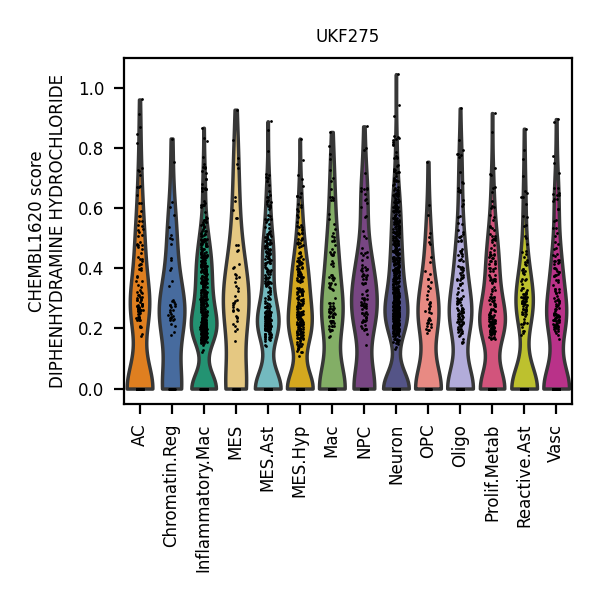 UKF275
CHEMBL1620 score
DIPHENHYDRAMINE HYDROCHLORIDE
1.0
0.8
0.6
0.4
0.2
0.0
AC
Chromatin.Reg
Inflammatory.Mac
MES
MES.Ast
MES.Hyp
Mac
NPC
Neuron
OPC
Oligo
Prolif.Metab
Reactive.Ast
Vasc